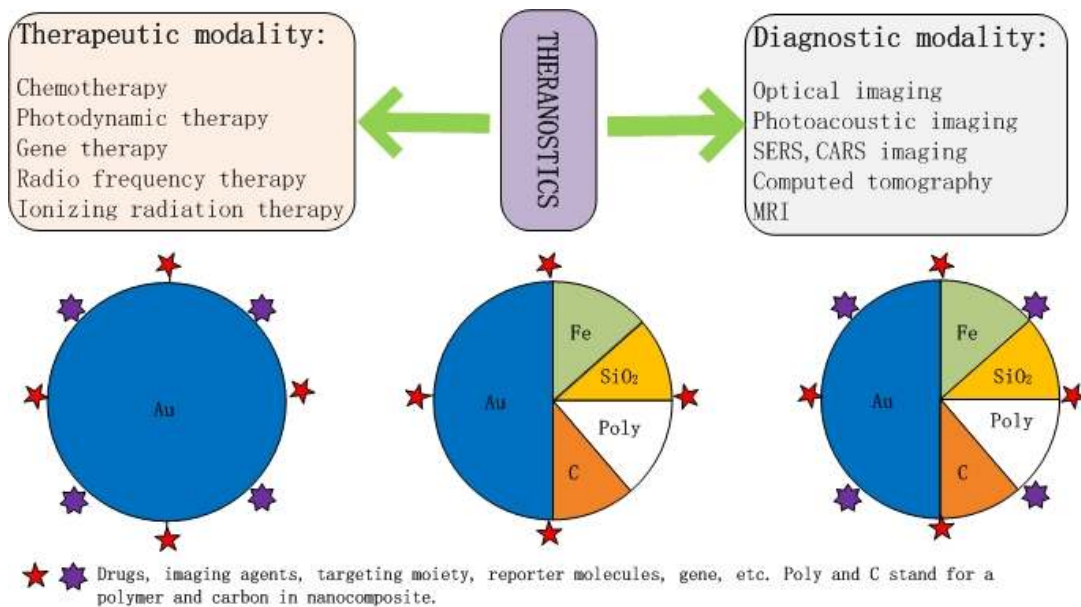 Therapeutic modality:
Chemotherapy
Photodynamic therapy
Gene therapy
Radio frequency therapy
Ionizing radiation therapy
THERANOSTICS
Diagnostic modality:
Optical imaging
Photoacoustic imaging
SERS,CARS imaging
Computed tomography
MRI
Au
Au
Fe
SiO₂
Poly
C
Au
Fe
SiO₂
Poly
C
Drugs, imaging agents, targeting moiety, reporter molecules, gene, etc. Poly and C stand for a
polymer and carbon in nanocomposite.